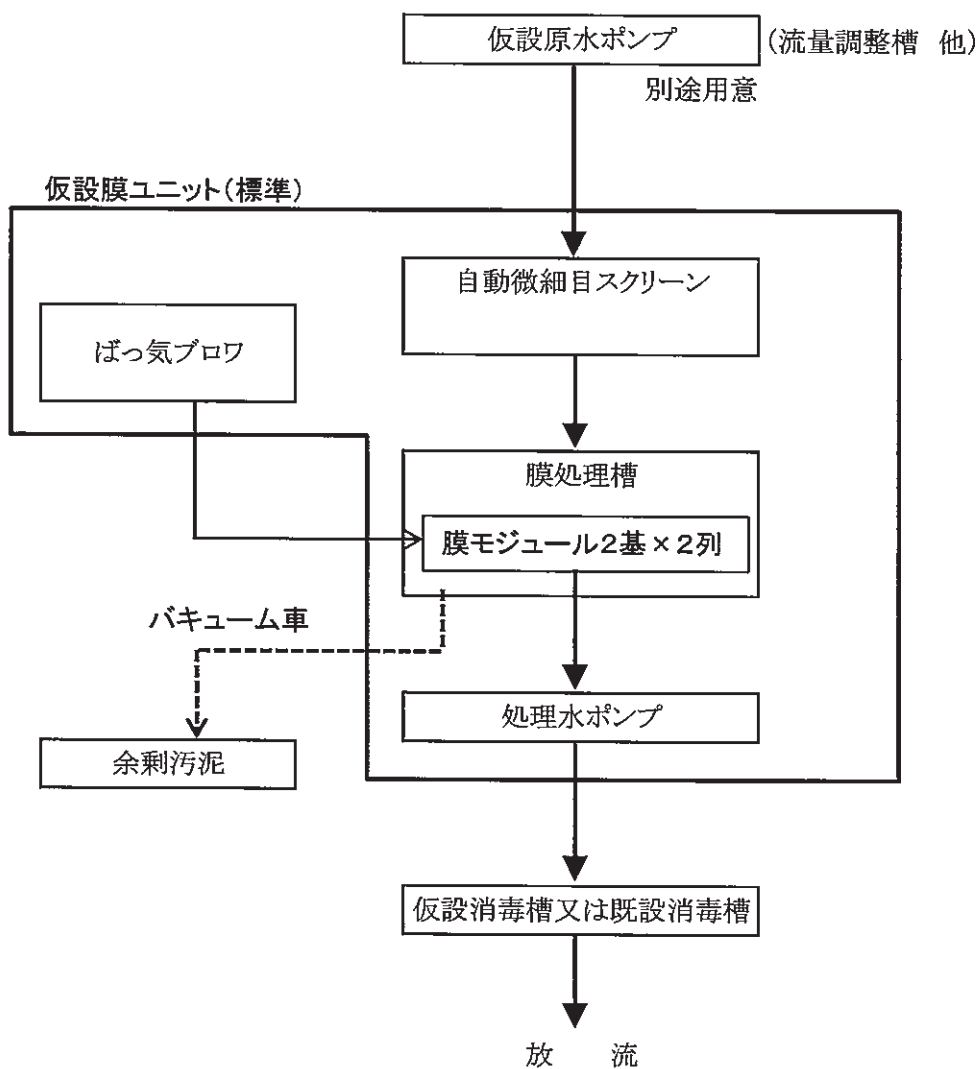 仮設原水ポンプ
(流量調整槽 他)
別途用意
仮設膜ユニット(標準)
自動微細目スクリーン
ばっ気ブロワ
膜処理槽
膜モジュール2基×2列
バキューム車
処理水ポンプ
余剰汚泥
仮設消毒槽又は既設消毒槽
放 流